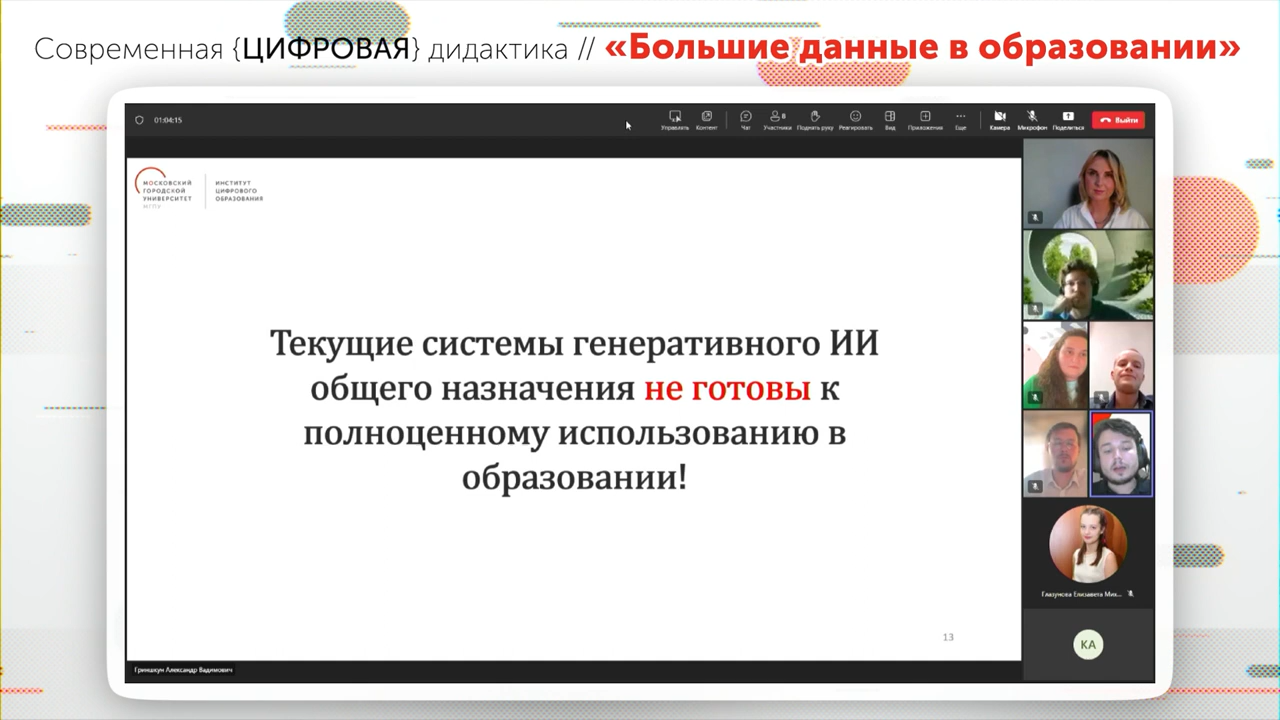 Современная {ЦИФРОВАЯ} дидактика // «Большие данные в образовании»
01:04:15
Управлять Контент Чат Участники Поднять руку Реагировать Вид Приложения Еще Камера Микрофон Поделиться Выйти
8
МОСКОВСКИЙ
ГОРОДСКОЙ
УНИВЕРСИТЕТ
МГПУ
ИНСТИТУТ
ЦИФРОВОГО
ОБРАЗОВАНИЯ
Текущие системы генеративного ИИ
общего назначения не готовы к
полноценному использованию в
образовании!
13
Гриншкун Александр Вадимович
Глазунова Елизавета Мих...
КА